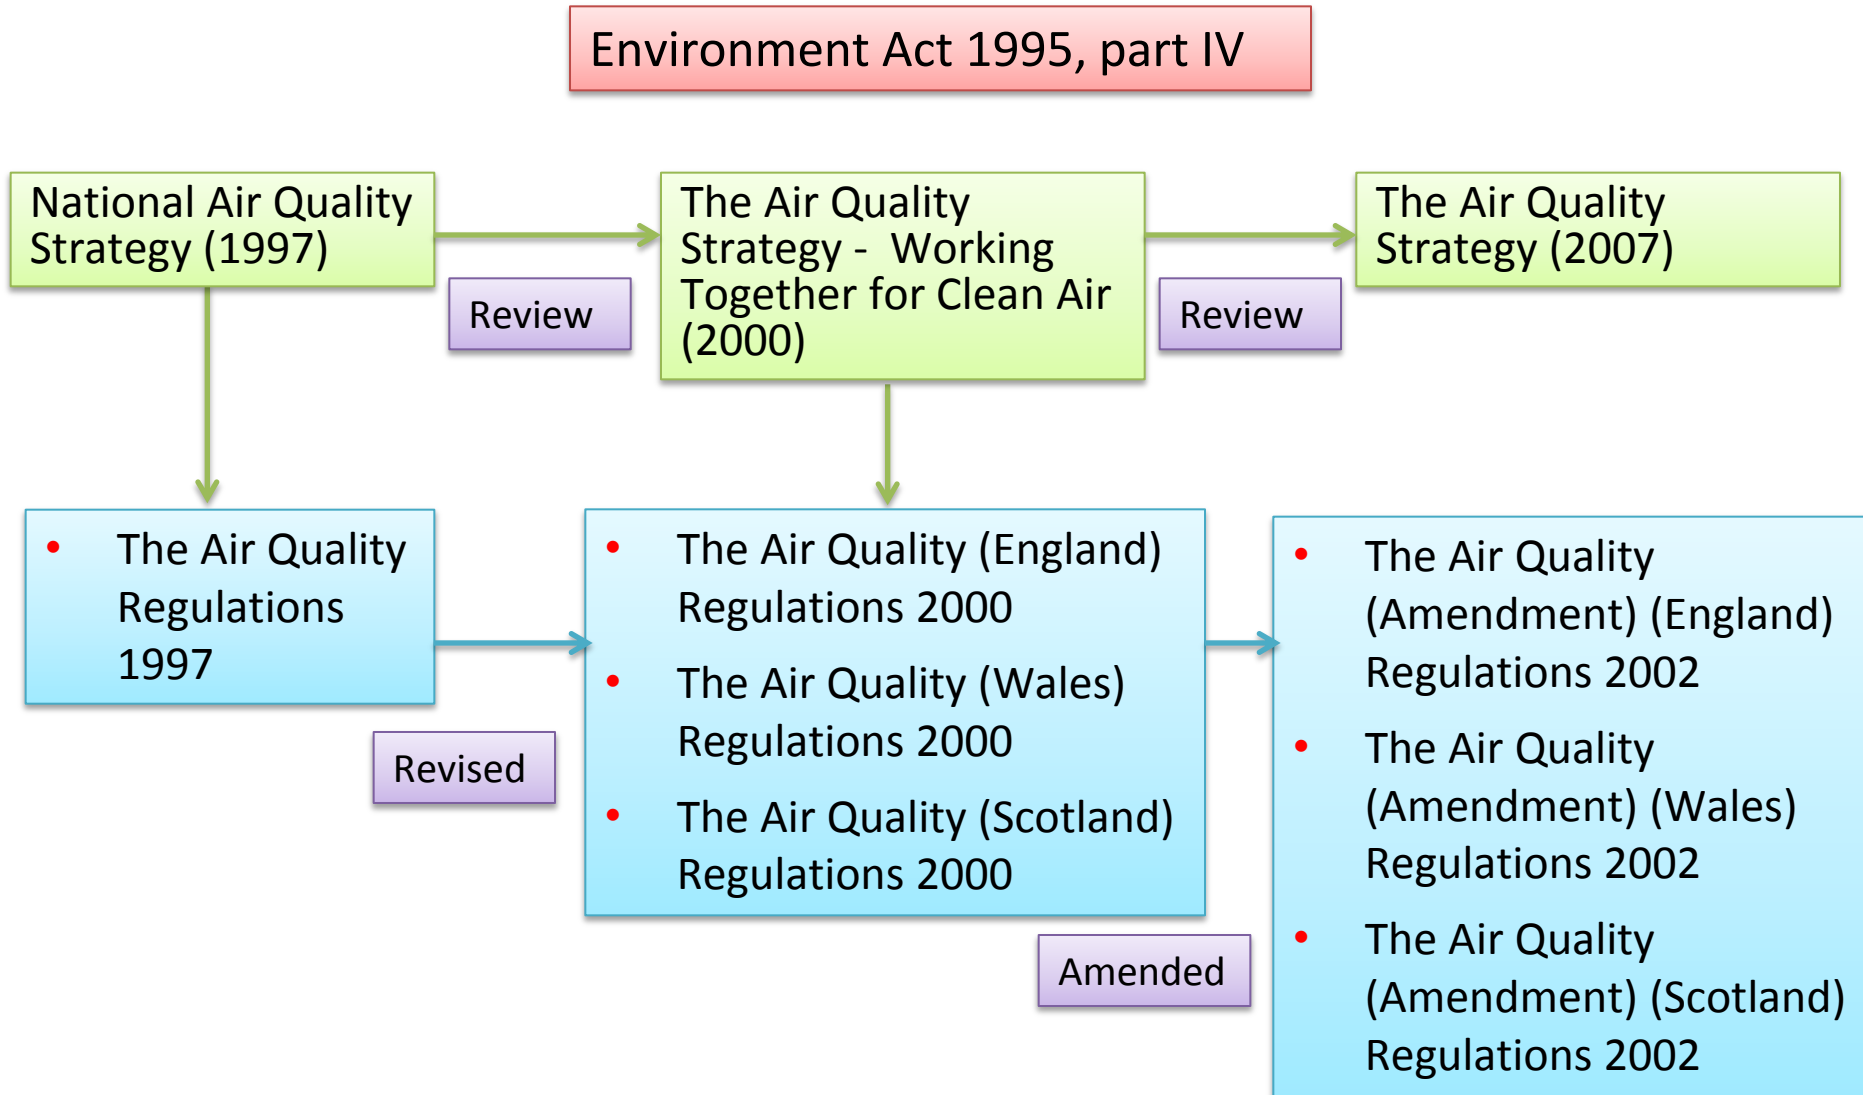 Environment Act 1995, part IV
National Air Quality
Strategy (1997)
Review
The Air Quality
Strategy -  Working
Together for Clean Air
(2000)
Review
The Air Quality
Strategy (2007)
• The Air Quality
Regulations
1997
Revised
• The Air Quality (England)
Regulations 2000
• The Air Quality (Wales)
Regulations 2000
• The Air Quality (Scotland)
Regulations 2000
Amended
• The Air Quality
(Amendment) (England)
Regulations 2002
• The Air Quality
(Amendment) (Wales)
Regulations 2002
• The Air Quality
(Amendment) (Scotland)
Regulations 2002